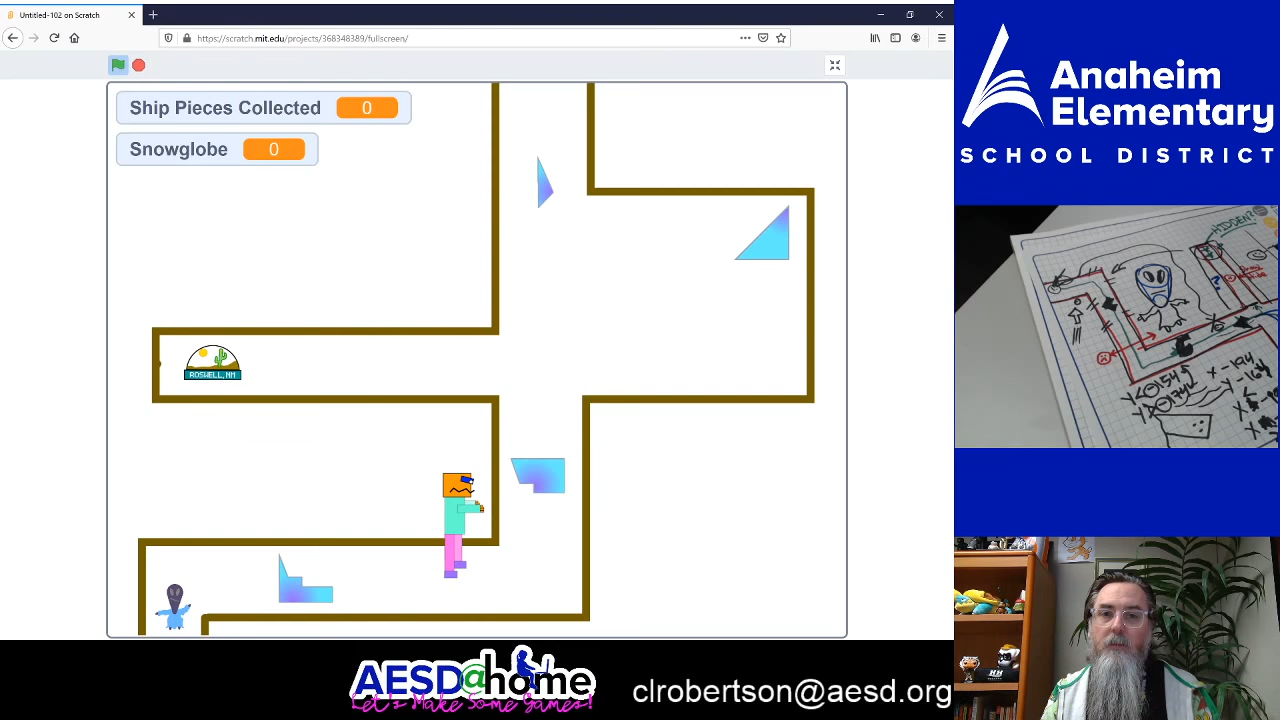 Untitled-102 on Scratch
https://scratch.mit.edu/projects/368348389/fullscreen/
Ship Pieces Collected 0
Snowglobe 0
ROSWELL, NM
Anaheim
Elementary
SCHOOL DISTRICT
HIDDEN?
AESD@home
Let's Make Some Games!
clrobertson@aesd.org